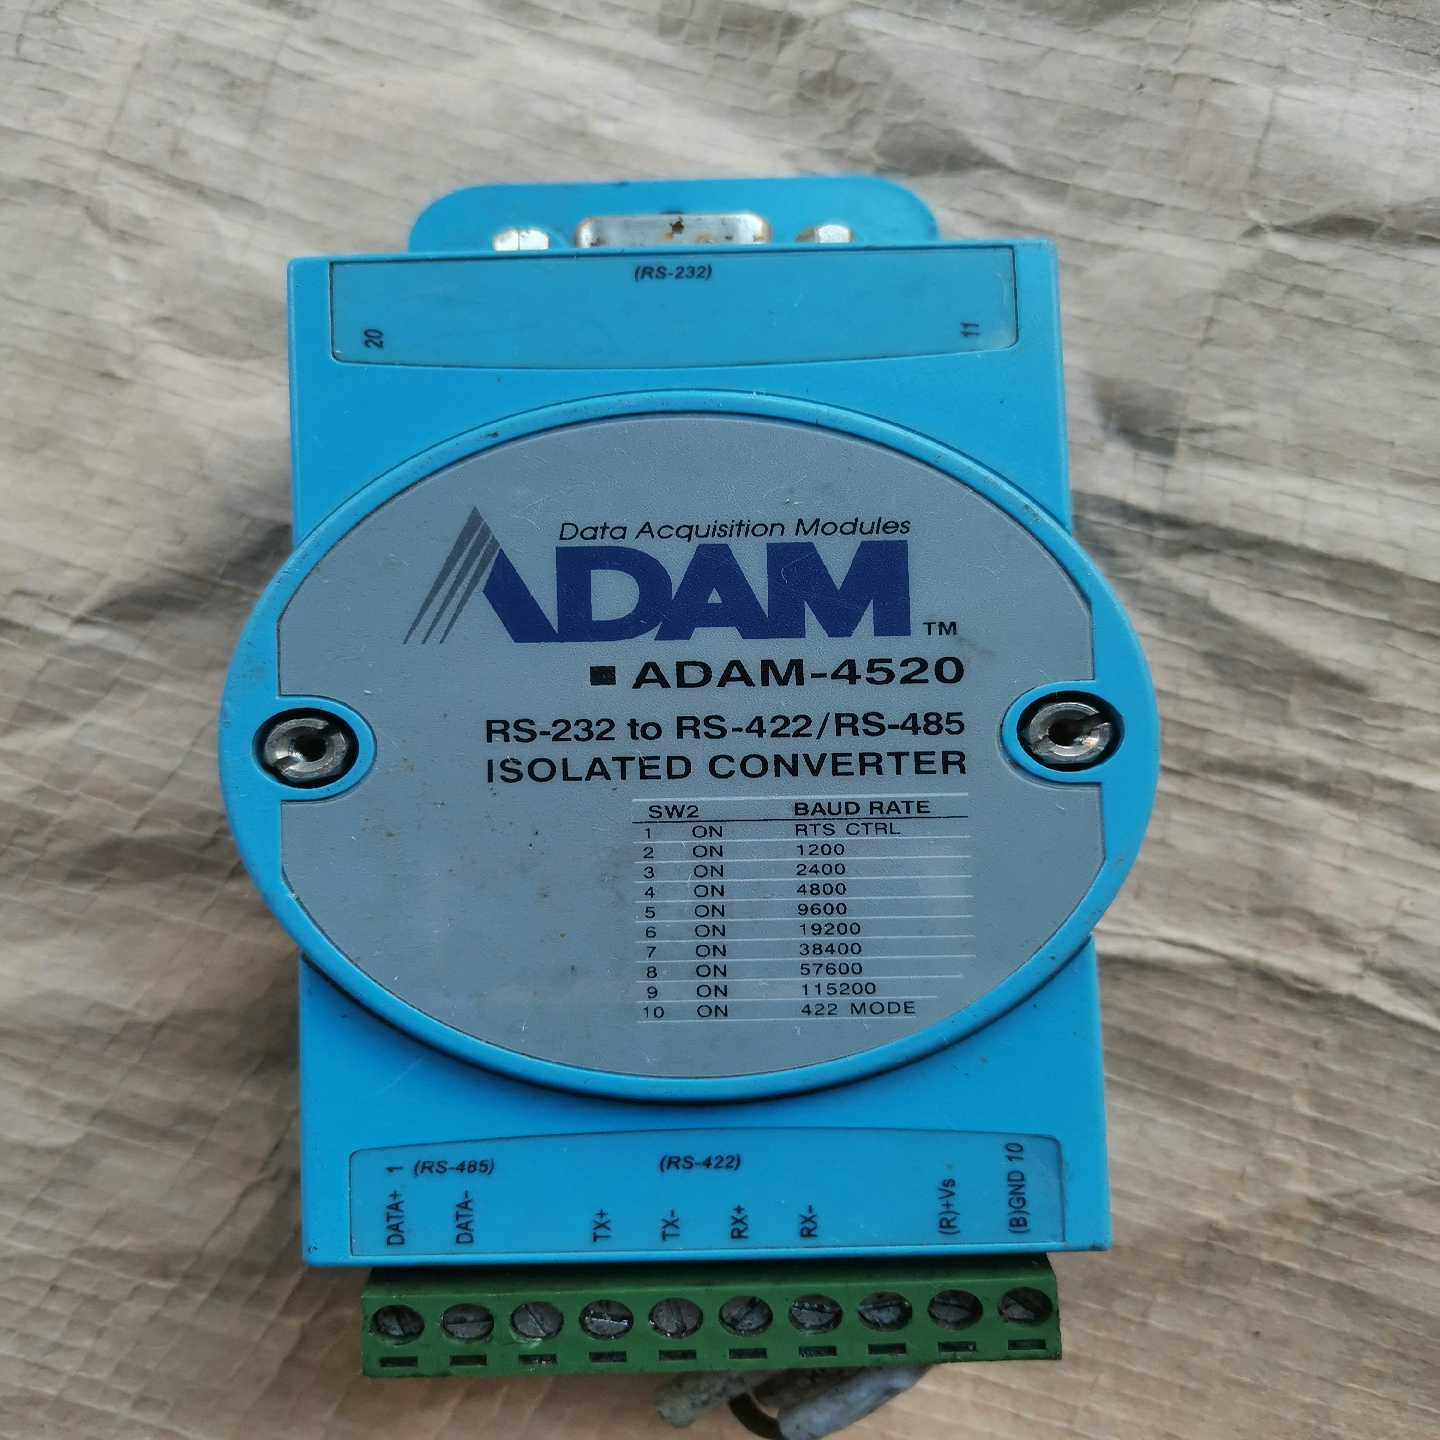 (RS-232)
20
11
Data Acquisition Modules
ADAM TM
■ ADAM-4520
RS-232 to RS-422/RS-485
ISOLATED CONVERTER
SW2 BAUD RATE
1 ON RTS CTRL
2 ON 1200
3 ON 2400
4 ON 4800
5 ON 9600
6 ON 19200
7 ON 38400
8 ON 57600
9 ON 115200
10 ON 422 MODE
(RS-485)
(RS-422)
DATA+ 1
DATA-
TX+
TX-
RX+
RX-
(R)+Vs
(B)GND 10